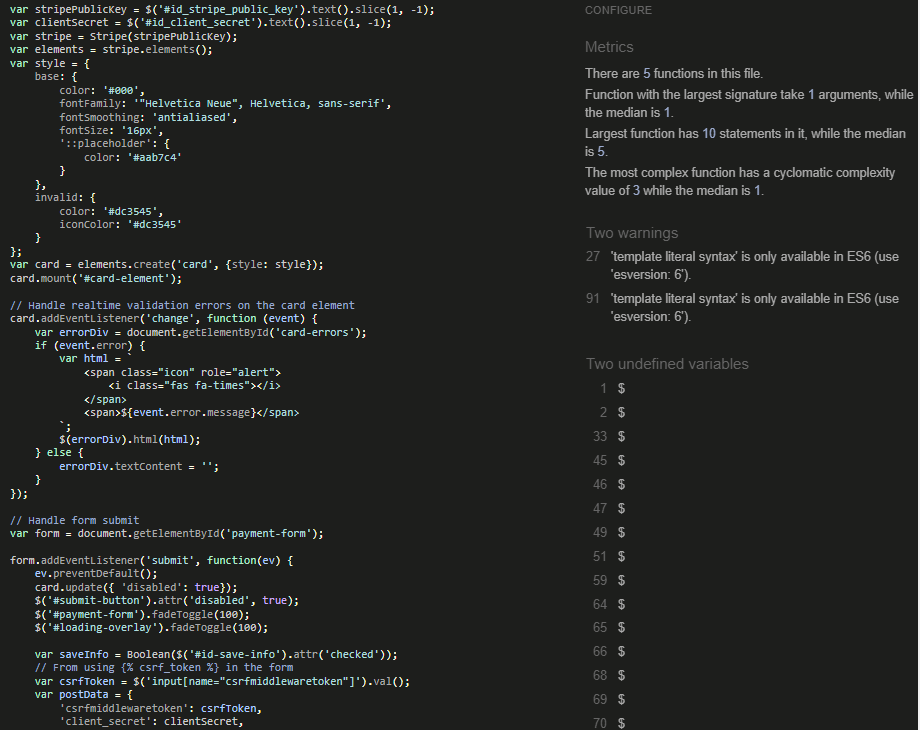 var stripePublicKey = $('#id_stripe_public_key').text().slice(1, -1);
var clientSecret = $('#id_client_secret').text().slice(1, -1);
var stripe = Stripe(stripePublicKey);
var elements = stripe.elements();
var style = {
    base: {
        color: '#000',
        fontFamily: '"Helvetica Neue", Helvetica, sans-serif',
        fontSmoothing: 'antialiased',
        fontSize: '16px',
        '::placeholder': {
            color: '#aab7c4'
        }
    },
    invalid: {
        color: '#dc3545',
        iconColor: '#dc3545'
    }
};
var card = elements.create('card', {style: style});
card.mount('#card-element');

// Handle realtime validation errors on the card element
card.addEventListener('change', function (event) {
    var errorDiv = document.getElementById('card-errors');
    if (event.error) {
        var html = `
            <span class="icon" role="alert">
                <i class="fas fa-times"></i>
            </span>
            <span>${event.error.message}</span>
        `;
        $(errorDiv).html(html);
    } else {
        errorDiv.textContent = '';
    }
});

// Handle form submit
var form = document.getElementById('payment-form');

form.addEventListener('submit', function(ev) {
    ev.preventDefault();
    card.update({ 'disabled': true});
    $('#submit-button').attr('disabled', true);
    $('#payment-form').fadeToggle(100);
    $('#loading-overlay').fadeToggle(100);

    var saveInfo = Boolean($('#id-save-info').attr('checked'));
    // From using {% csrf_token %} in the form
    var csrfToken = $('input[name="csrfmiddlewaretoken"]').val();
    var postData = {
        'csrfmiddlewaretoken': csrfToken,
        'client_secret': clientSecret,
CONFIGURE
Metrics
There are 5 functions in this file.
Function with the largest signature take 1 arguments, while
the median is 1.
Largest function has 10 statements in it, while the median
is 5.
The most complex function has a cyclomatic complexity
value of 3 while the median is 1.
Two warnings
27 'template literal syntax' is only available in ES6 (use
'esversion: 6').
91 'template literal syntax' is only available in ES6 (use
'esversion: 6').
Two undefined variables
1 $
2 $
33 $
45 $
46 $
47 $
49 $
51 $
59 $
64 $
65 $
66 $
68 $
69 $
70 $